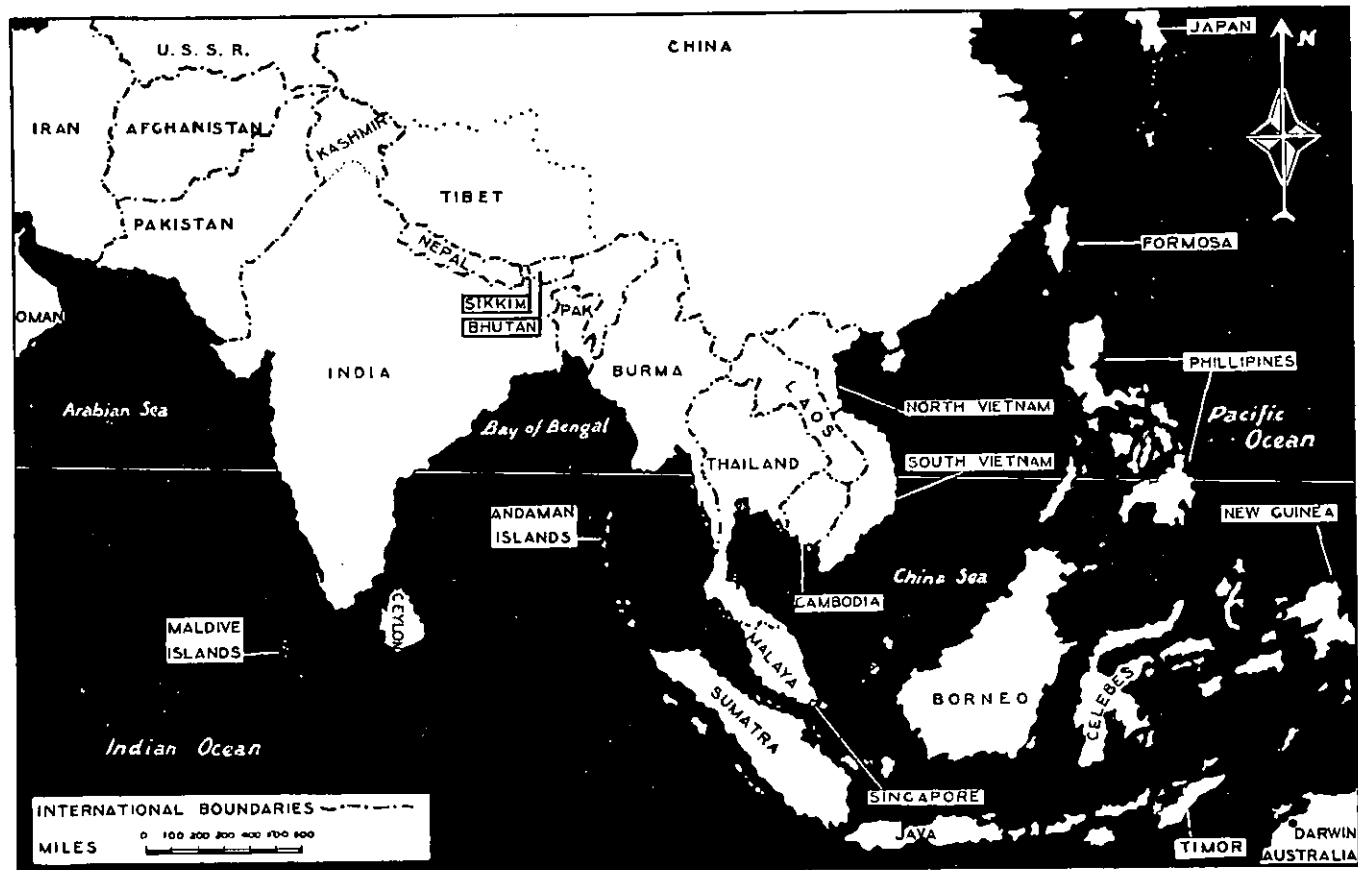 JAPAN
U. S. S. R.
CHINA
N
IRAN
AFGHANISTAN
KASHMIR
TIBET
PAKISTAN
NEPAL
FORMOSA
SIKKIM
BHUTAN
PAK
OMAN
INDIA
BURMA
LAOS
PHILLIPINES
Arabian Sea
Bay of Bengal
NORTH VIETNAM
Pacific
Ocean
THAILAND
SOUTH VIETNAM
ANDAMAN
ISLANDS
NEW GUINEA
China Sea
CAMBODIA
CEYLON
MALDIVE
ISLANDS
MALAYA
SUMATRA
BORNEO
CELEBES
Indian Ocean
SINGAPORE
INTERNATIONAL BOUNDARIES
0 100 200 300 400 500 600
MILES
JAVA
TIMOR
DARWIN
AUSTRALIA